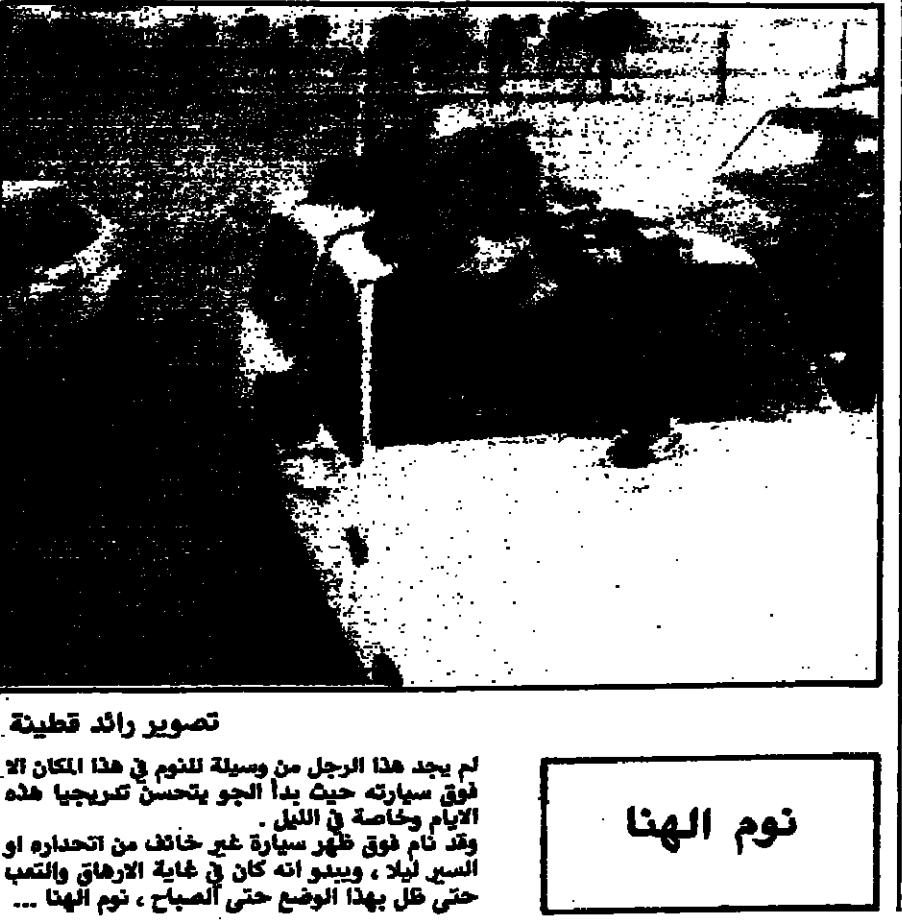 تصوير رائد قطينة
نوم الهنا
لم يجد هذا الرجل من وسيلة للنوم في هذا المكان الا
فوق سيارته حيث بدأ الجو يتحسن تدريجيا هذه
الايام وخاصة في الليل .
وقد نام فوق ظهر سيارة غير خائف من انحداره او
السير ليلا ، ويبدو انه كان في غاية الارهاق والتعب
حتى ظل بهذا الوضع حتى الصباح ، نوم الهنا ...